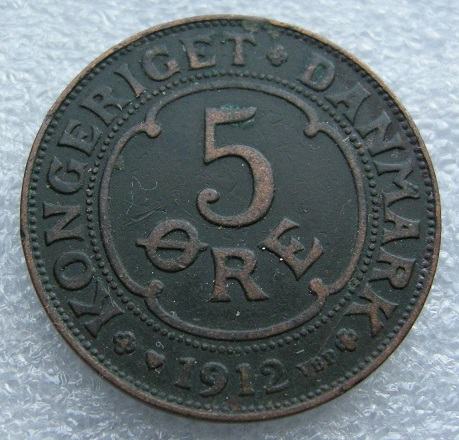 KONGERIGET DANMARK
5
ØRE
1912 VBP